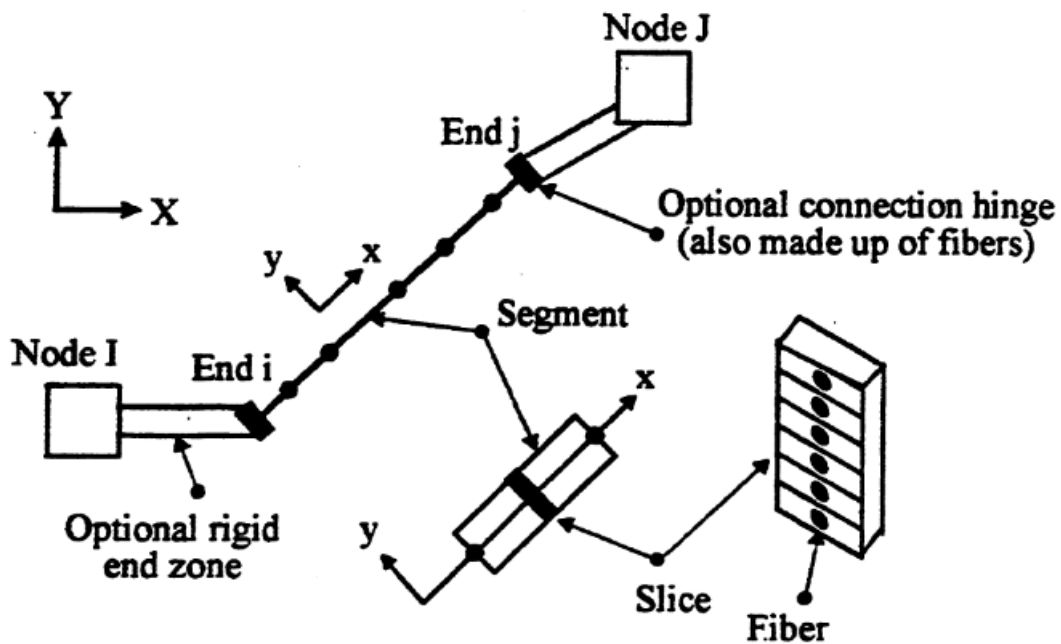 Node J
Y
End j
X
Optional connection hinge
(also made up of fibers)
y
x
Segment
Node I
End i
x
Optional rigid
end zone
y
Slice
Fiber